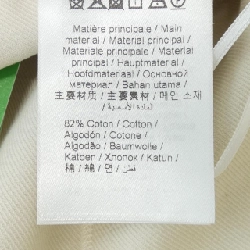 Matière principale / Main
material / Material principal /
Materiale principale / Material
principal / Hauptmaterial /
Hoofdmateriaal / Основной
материал / Bahan utama /
主要材质 / 主要素材 / 메인 소재
82% Coton / Cotton /
Algodón / Cotone /
Algodão / Baumwolle /
Katoen / Хлопок / Katun /
棉 / 綿 / 면 / قطن